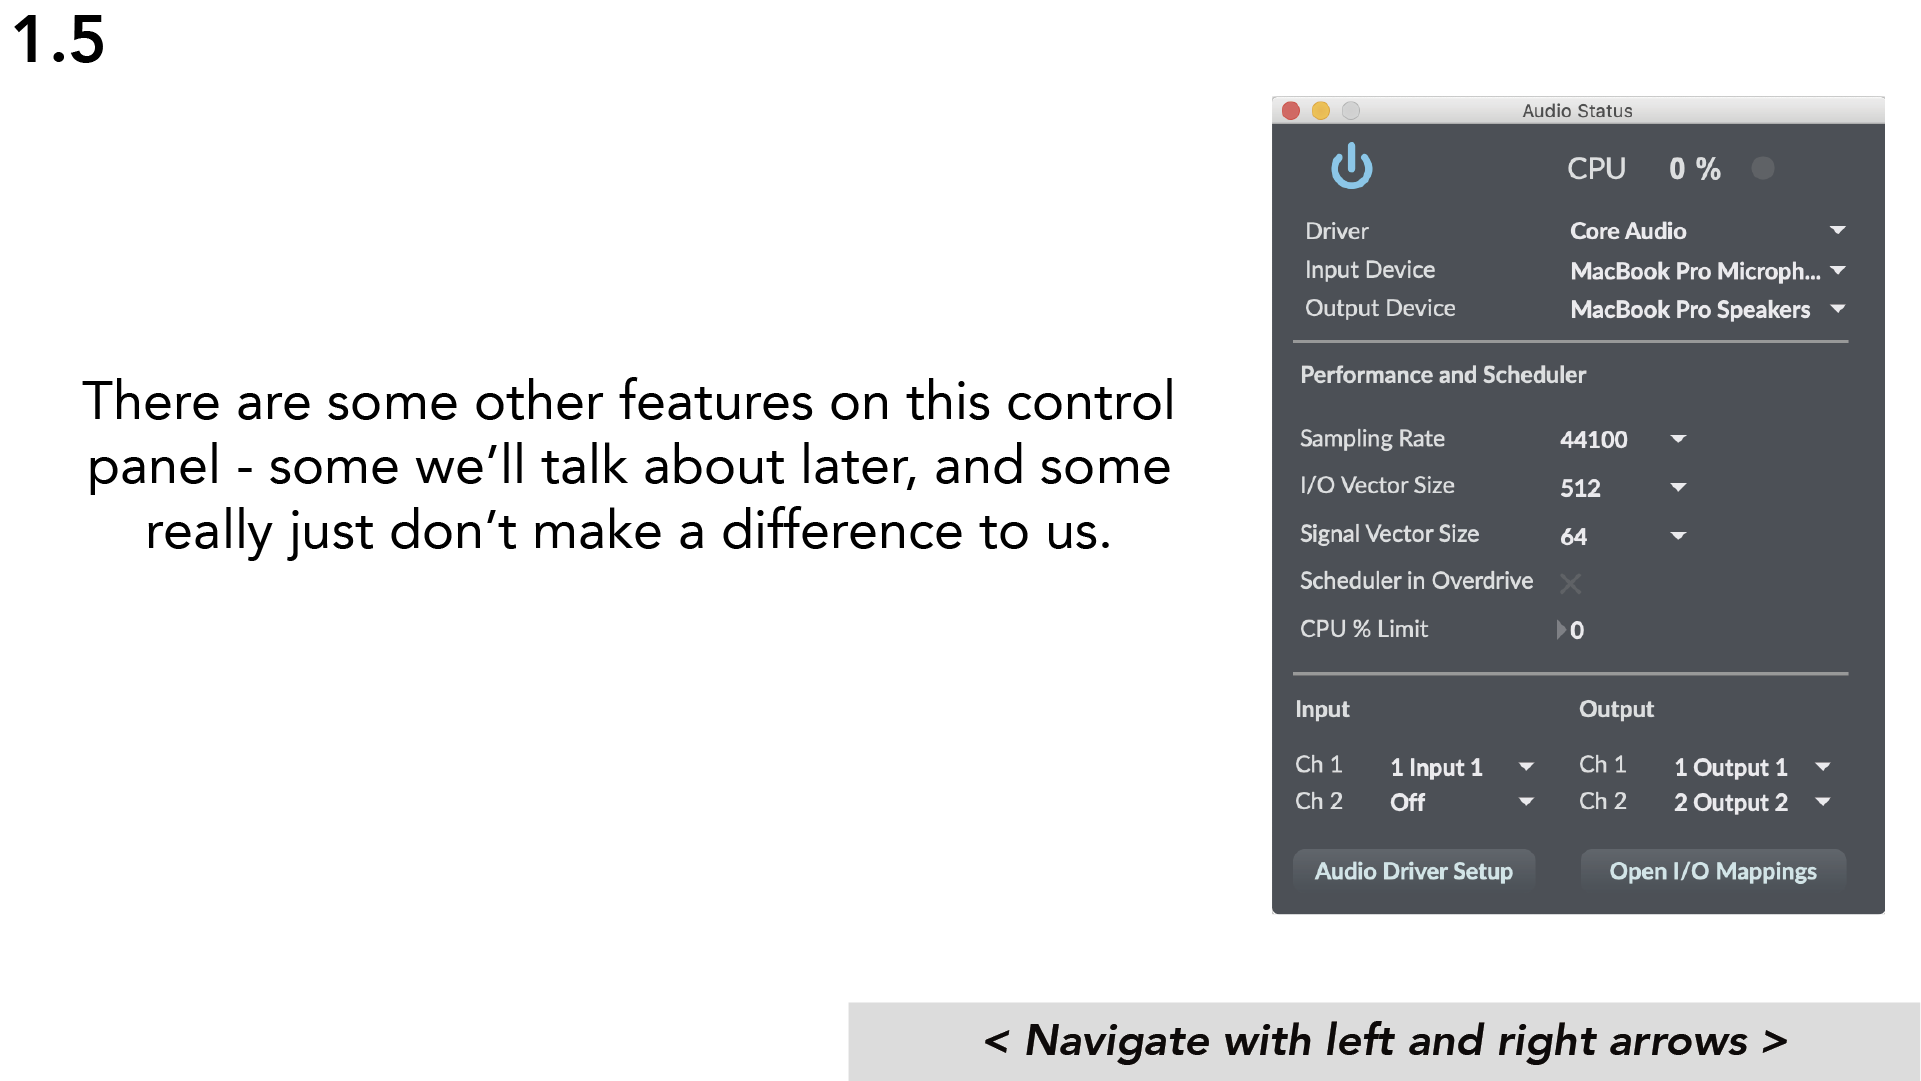 1.5
There are some other features on this control
panel - some we’ll talk about later, and some
really just don’t make a difference to us.
Audio Status
CPU 0 %
Driver Core Audio
Input Device MacBook Pro Microph...
Output Device MacBook Pro Speakers
Performance and Scheduler
Sampling Rate 44100
I/O Vector Size 512
Signal Vector Size 64
Scheduler in Overdrive
CPU % Limit 0
Input Output
Ch 1 1 Input 1 Ch 1 1 Output 1
Ch 2 Off Ch 2 2 Output 2
Audio Driver Setup Open I/O Mappings
< Navigate with left and right arrows >